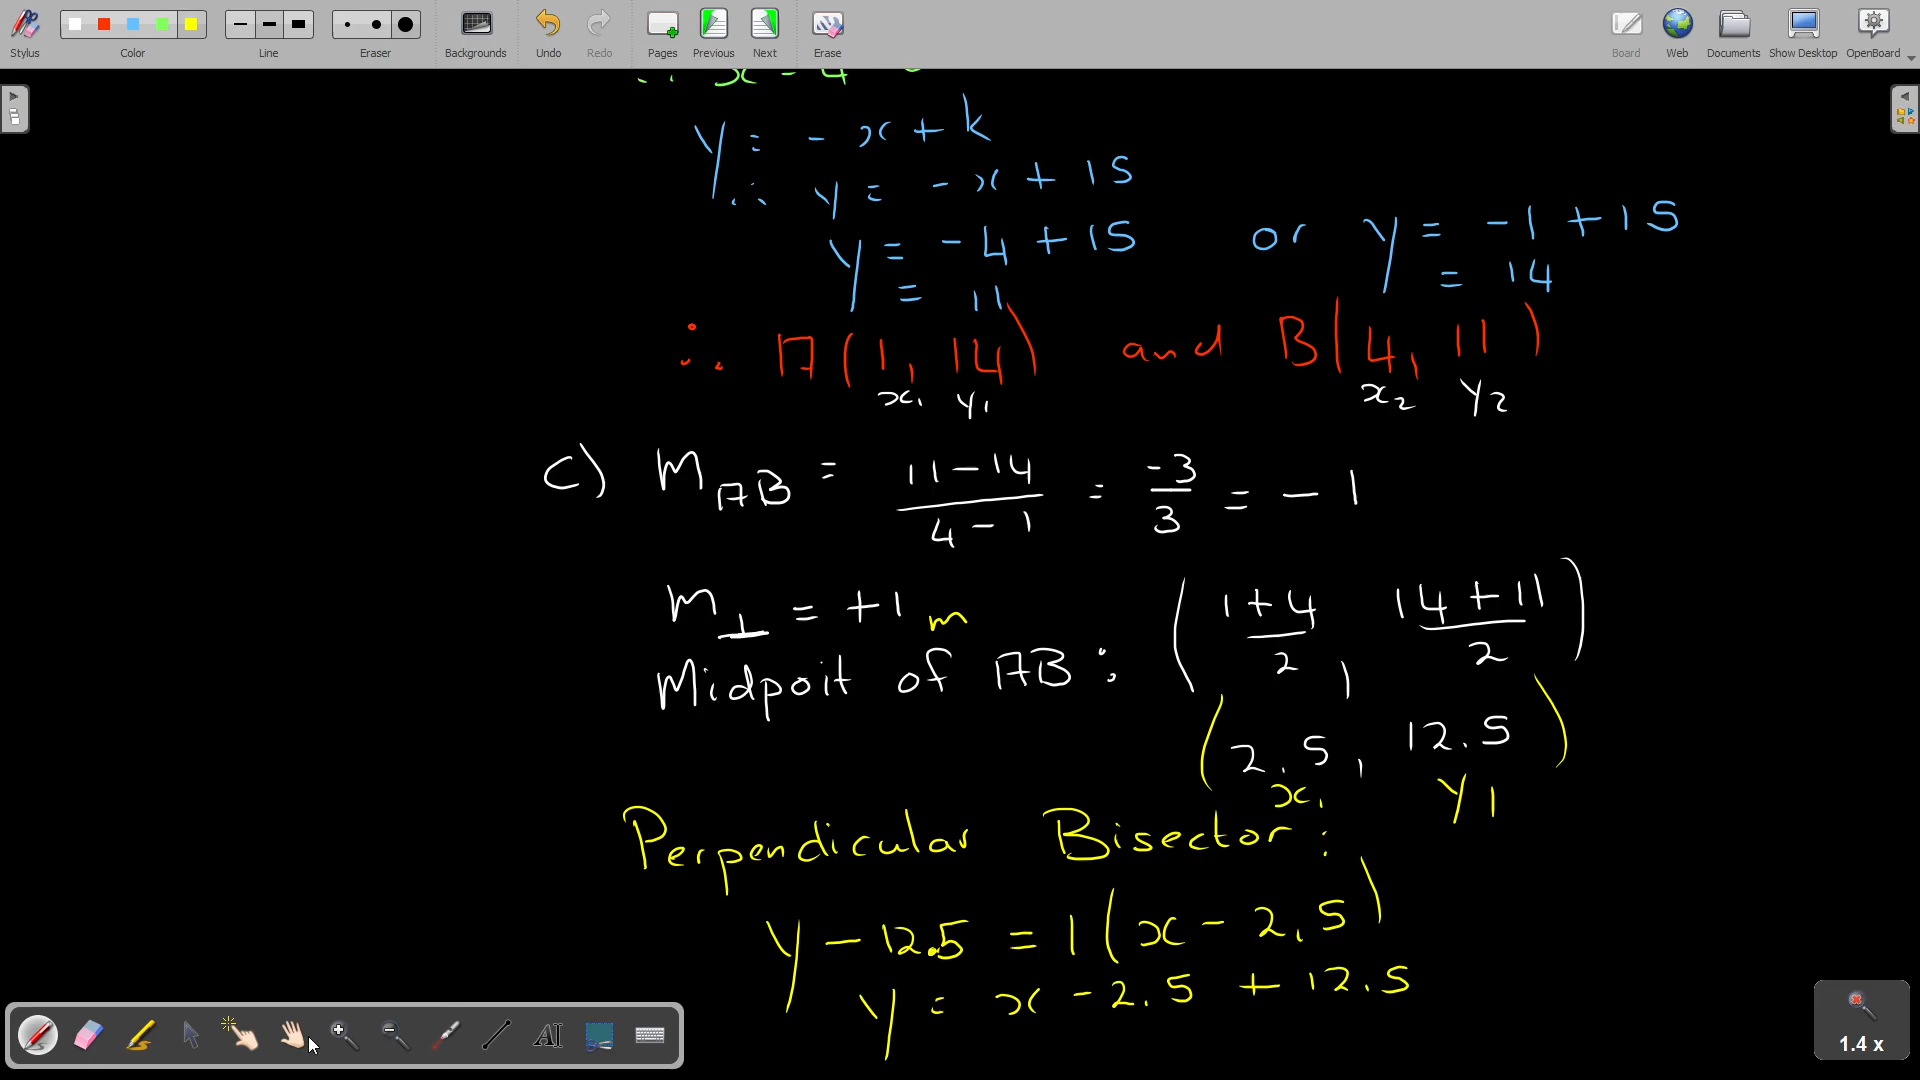 Stylus Color Line Eraser Backgrounds Undo Redo Pages Previous Next Erase Board Web Documents Show Desktop OpenBoard
y = - x + k
∴ y = - x + 15
y = - 4 + 15 or y = - 1 + 15
= 11 = 14
∴ A(1, 14) and B(4, 11)
x₁ y₁ x₂ y₂
c) m_AB = (11-14)/(4-1) = -3/3 = -1
m_⊥ = +1 m
Midpoit of AB : ( (1+4)/2 , (14+11)/2 )
(2.5, 12.5)
x₁ y₁
Perpendicular Bisector :
y - 12.5 = 1(x - 2,5)
y = x - 2.5 + 12.5
AI
1.4 x